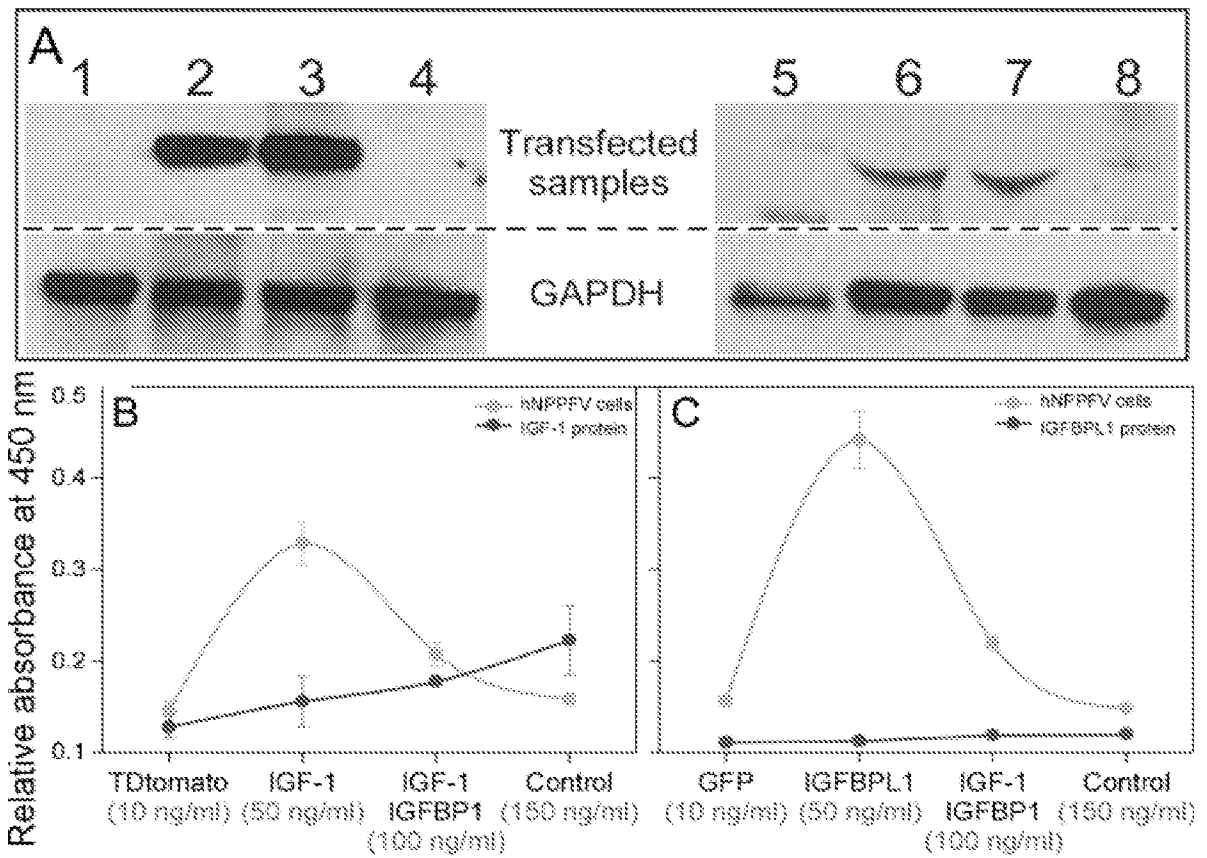 A
1 2 3 4 5 6 7 8
Transfected
samples
GAPDH
Relative absorbance at 450 nm
B
hNPPFV cells
IGF-1 protein
0.5
0.4
0.3
0.2
0.1
TDtomato
(10 ng/ml)
IGF-1
(50 ng/ml)
IGF-1
IGFBP1
(100 ng/ml)
Control
(150 ng/ml)
C
hNPPFV cells
IGFBPL1 protein
GFP
(10 ng/ml)
IGFBPL1
(50 ng/ml)
IGF-1
IGFBP1
(100 ng/ml)
Control
(150 ng/ml)